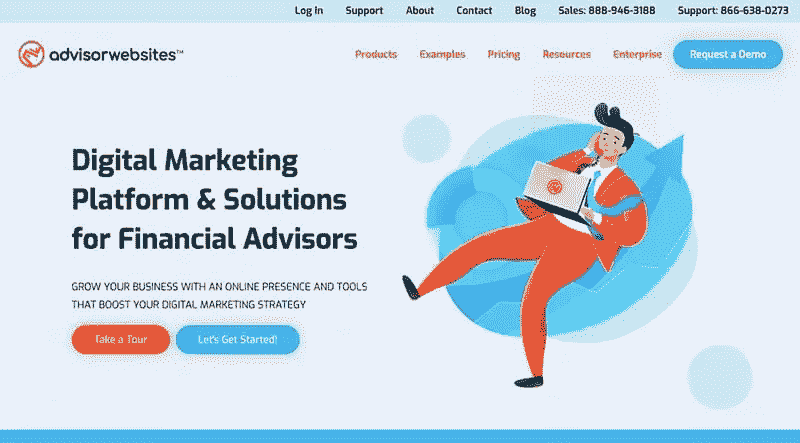 Log In Support About Contact Blog Sales: 888-946-3188 Support: 866-638-0273
advisorwebsites™ Products Examples Pricing Resources Enterprise Request a Demo
Digital Marketing
Platform & Solutions
for Financial Advisors
GROW YOUR BUSINESS WITH AN ONLINE PRESENCE AND TOOLS
THAT BOOST YOUR DIGITAL MARKETING STRATEGY
Take a Tour Let's Get Started!